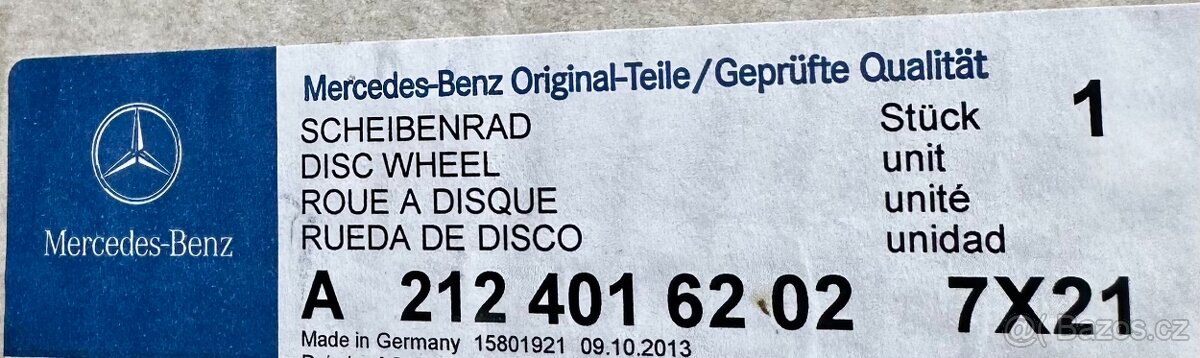 Mercedes-Benz
Mercedes-Benz Original-Teile/Geprüfte Qualität
SCHEIBENRAD
DISC WHEEL
ROUE A DISQUE
RUEDA DE DISCO
Stück 1
unit
unité
unidad
A 212 401 62 02 7X21
Made in Germany 15801921 09.10.2013
Bazos.cz